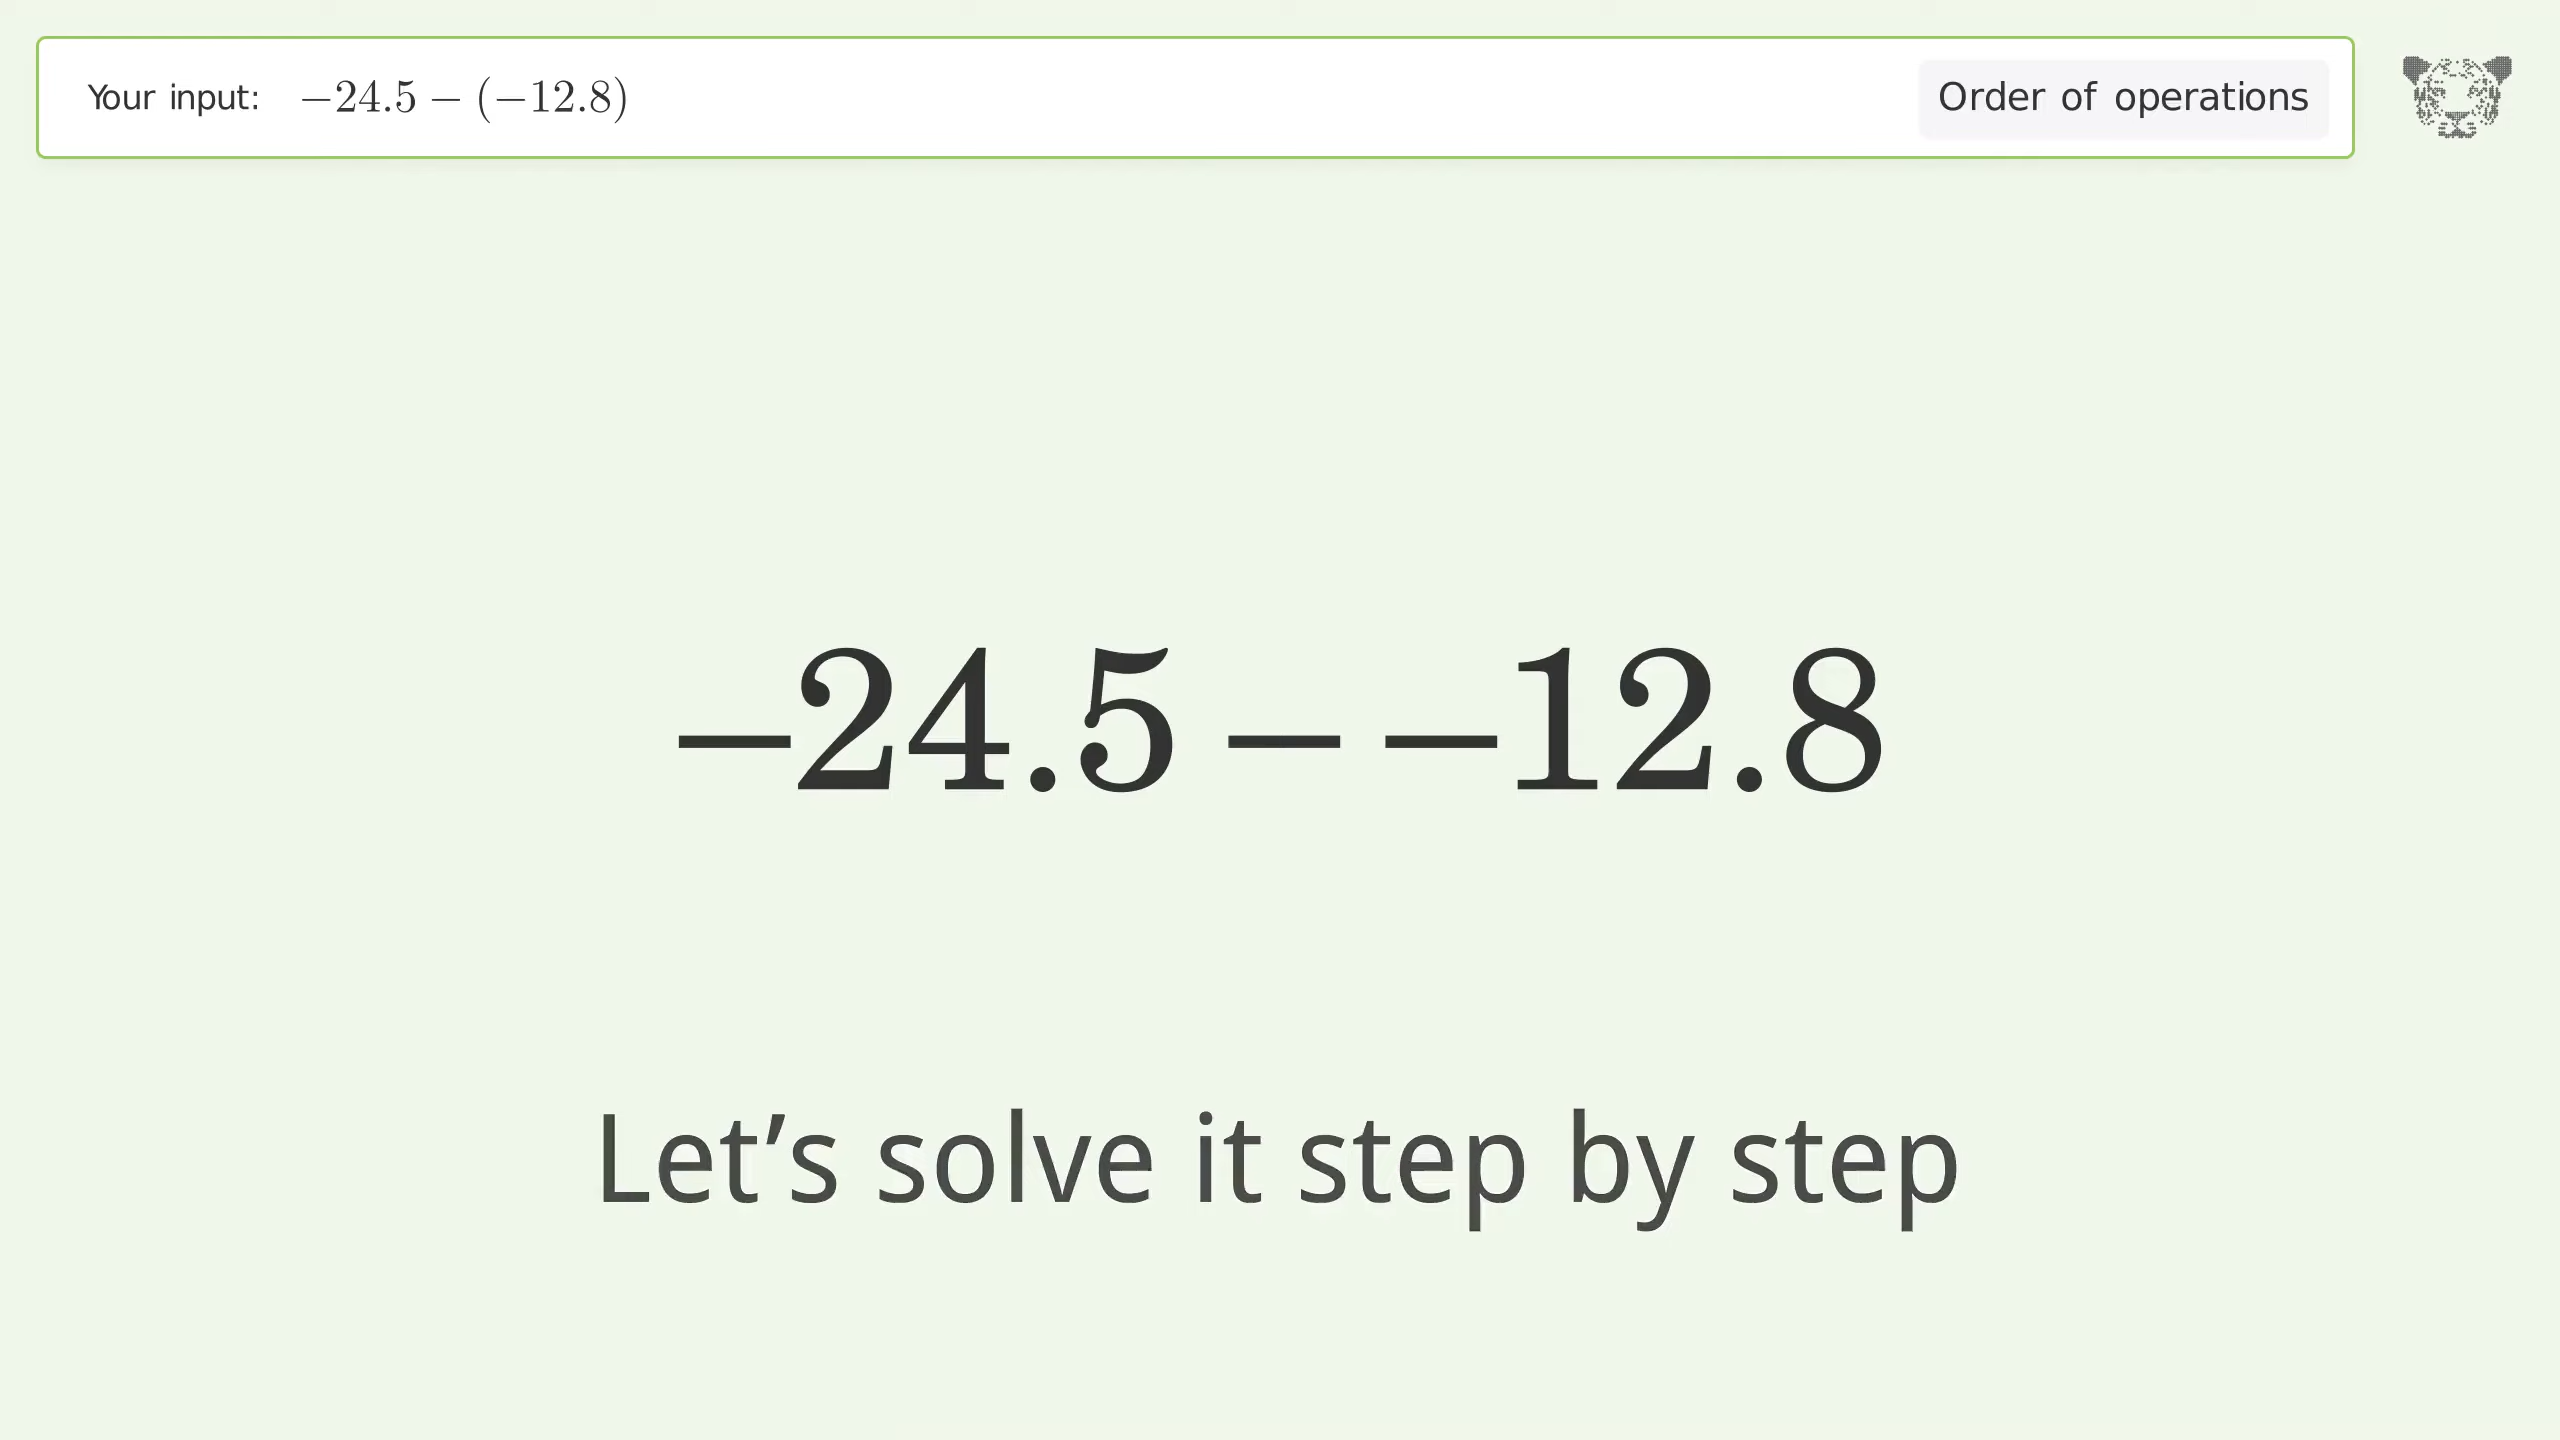 Your input: −24.5 − (−12.8)
Order of operations
−24.5 − −12.8
Let’s solve it step by step